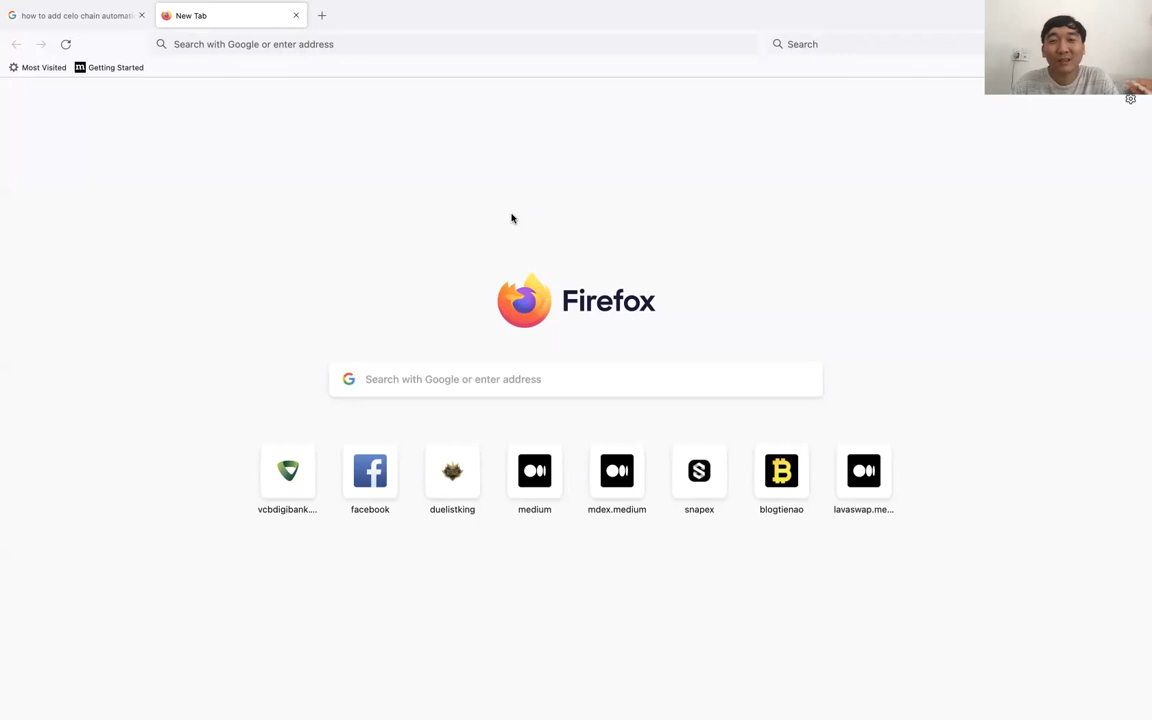 how to add celo chain automatic
New Tab
Search with Google or enter address
Search
Most Visited
m Getting Started
Firefox
Search with Google or enter address
vcbdigibank....
facebook
duelistking
medium
mdex.medium
snapex
blogtienao
lavaswap.me...